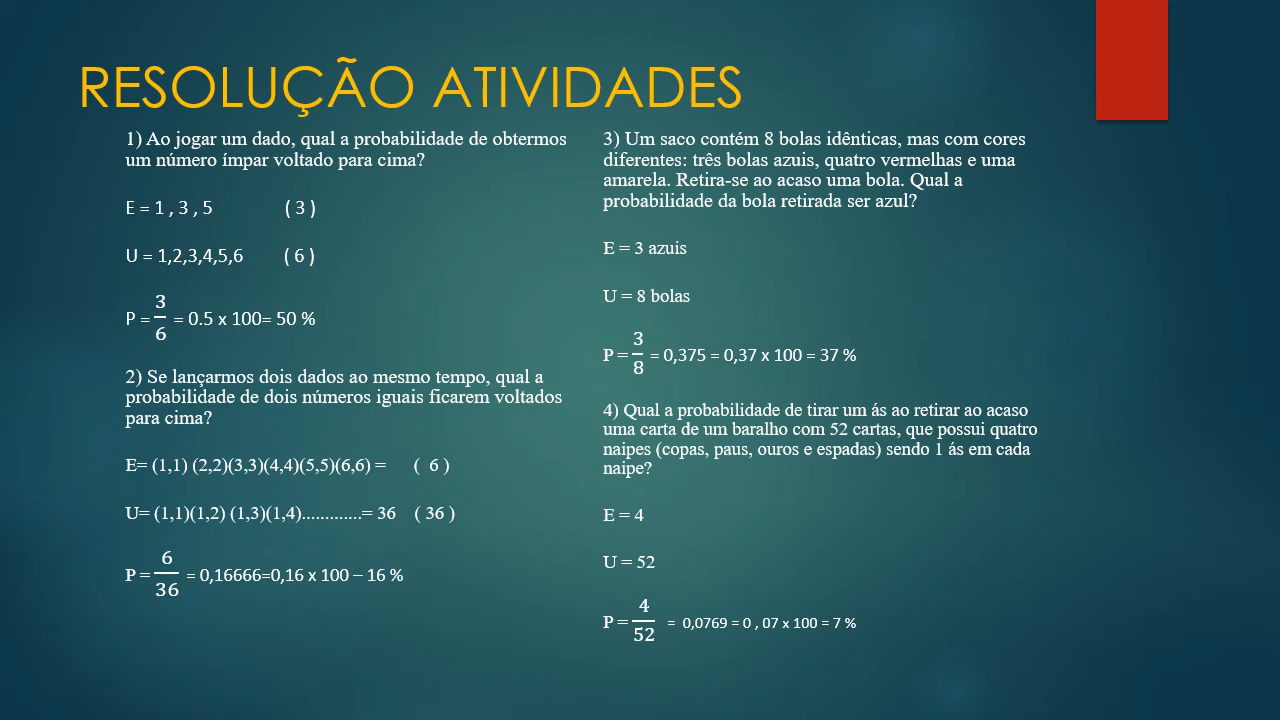 RESOLUÇÃO ATIVIDADES
1) Ao jogar um dado, qual a probabilidade de obtermos
um número ímpar voltado para cima?
E = 1 , 3 , 5 ( 3 )
U = 1,2,3,4,5,6 ( 6 )
P = 3/6 = 0.5 x 100= 50 %
2) Se lançarmos dois dados ao mesmo tempo, qual a
probabilidade de dois números iguais ficarem voltados
para cima?
E= (1,1) (2,2)(3,3)(4,4)(5,5)(6,6) = ( 6 )
U= (1,1)(1,2) (1,3)(1,4).............= 36 ( 36 )
P = 6/36 = 0,16666=0,16 x 100 – 16 %
3) Um saco contém 8 bolas idênticas, mas com cores
diferentes: três bolas azuis, quatro vermelhas e uma
amarela. Retira-se ao acaso uma bola. Qual a
probabilidade da bola retirada ser azul?
E = 3 azuis
U = 8 bolas
P = 3/8 = 0,375 = 0,37 x 100 = 37 %
4) Qual a probabilidade de tirar um ás ao retirar ao acaso
uma carta de um baralho com 52 cartas, que possui quatro
naipes (copas, paus, ouros e espadas) sendo 1 ás em cada
naipe?
E = 4
U = 52
P = 4/52 = 0,0769 = 0 , 07 x 100 = 7 %